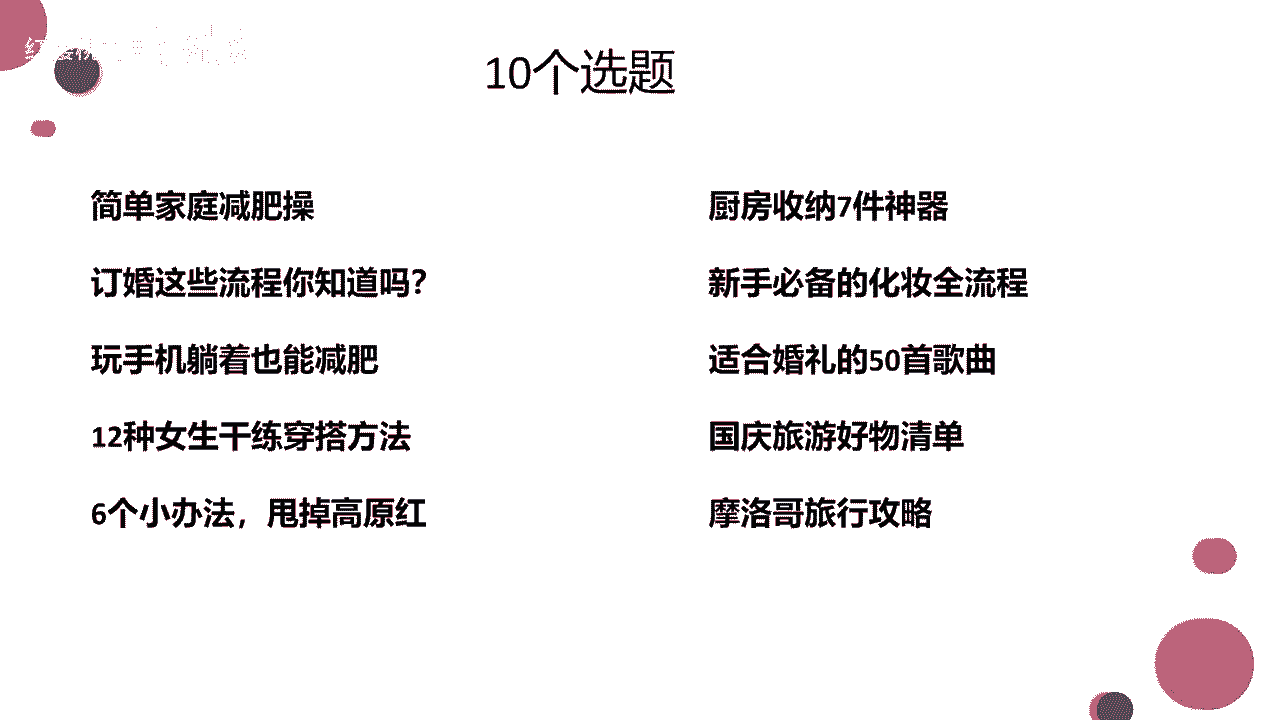 10个选题
简单家庭减肥操
订婚这些流程你知道吗?
玩手机躺着也能减肥
12种女生干练穿搭方法
6个小办法，甩掉高原红
厨房收纳7件神器
新手必备的化妆全流程
适合婚礼的50首歌曲
国庆旅游好物清单
摩洛哥旅行攻略